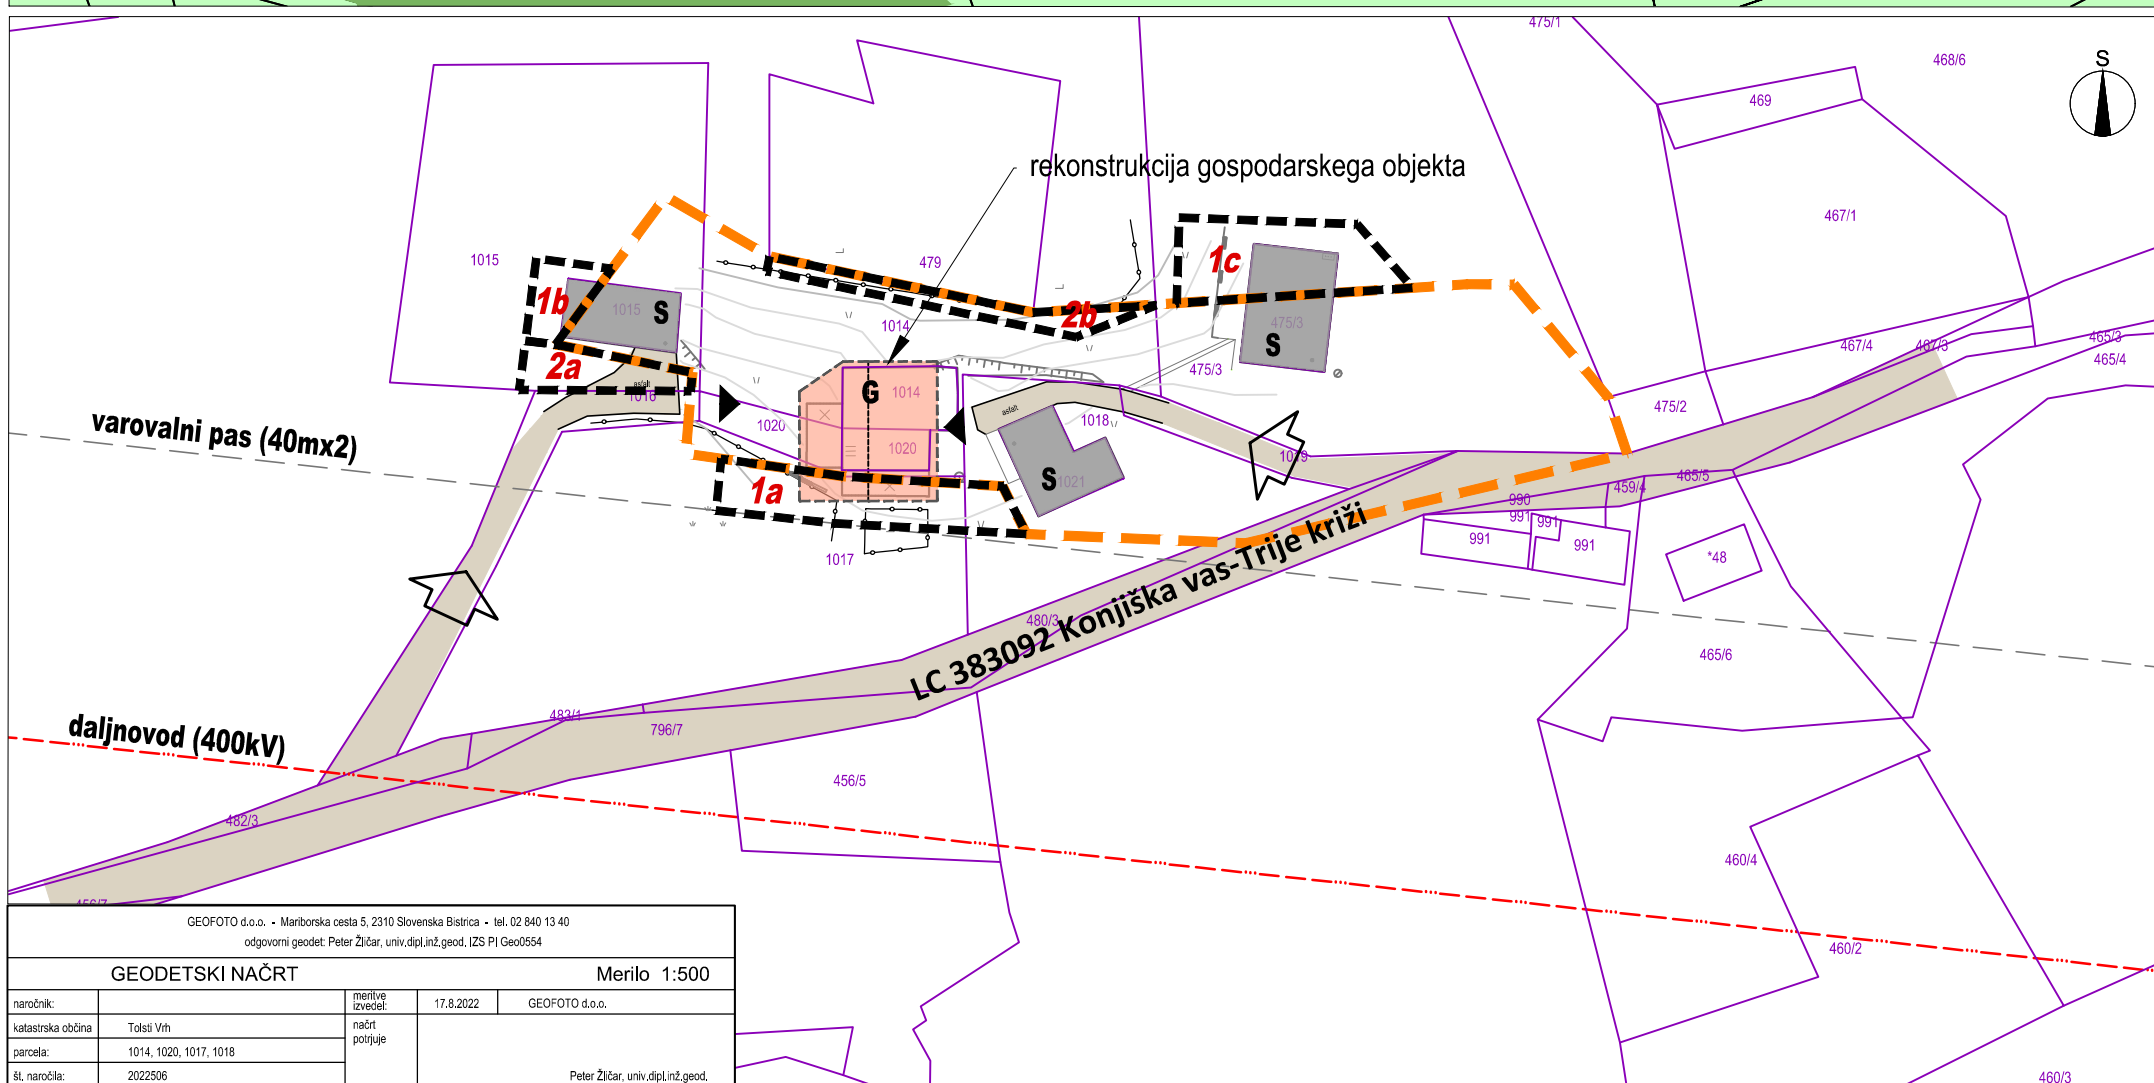 475/1
468/6
S
469
rekonstrukcija gospodarskega objekta
467/1
1015
479
1c
1b
1015
S
2b
1014
475/3
S
465/3
467/4
467/3
465/4
2a
475/3
asfalt
1016
G
1014
475/2
asfalt
1018
varovalni pas (40mx2)
1020
1020
1019
1a
S
1021
465/5
459/4
990
991
991
991
991
*48
1017
LC 383092 Konjiška vas-Trije križi
480/3
465/6
daljnovod (400kV)
483/1
796/7
456/5
482/3
460/4
456/7
460/2
460/3
GEOFOTO d.o.o. - Mariborska cesta 5, 2310 Slovenska Bistrica - tel. 02 840 13 40
odgovorni geodet: Peter Žličar, univ.dipl.inž.geod. IZS PI Geo0554
GEODETSKI NAČRT Merilo 1:500
naročnik: meritve izvedel: 17.8.2022 GEOFOTO d.o.o.
katastrska občina Tolsti Vrh načrt potrjuje
parcela: 1014, 1020, 1017, 1018
št. naročila: 2022506 Peter Žličar, univ.dipl.inž.geod.